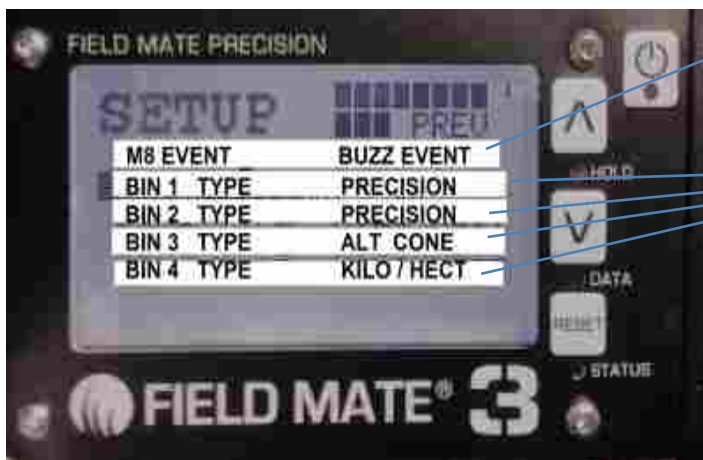 FIELD MATE PRECISION
SETUP PREV
M8 EVENT BUZZ EVENT
BIN 1 TYPE PRECISION
BIN 2 TYPE PRECISION
BIN 3 TYPE ALT CONE
BIN 4 TYPE KILO / HECT
HOLD
DATA
RESET
STATUS
FIELD MATE® 3